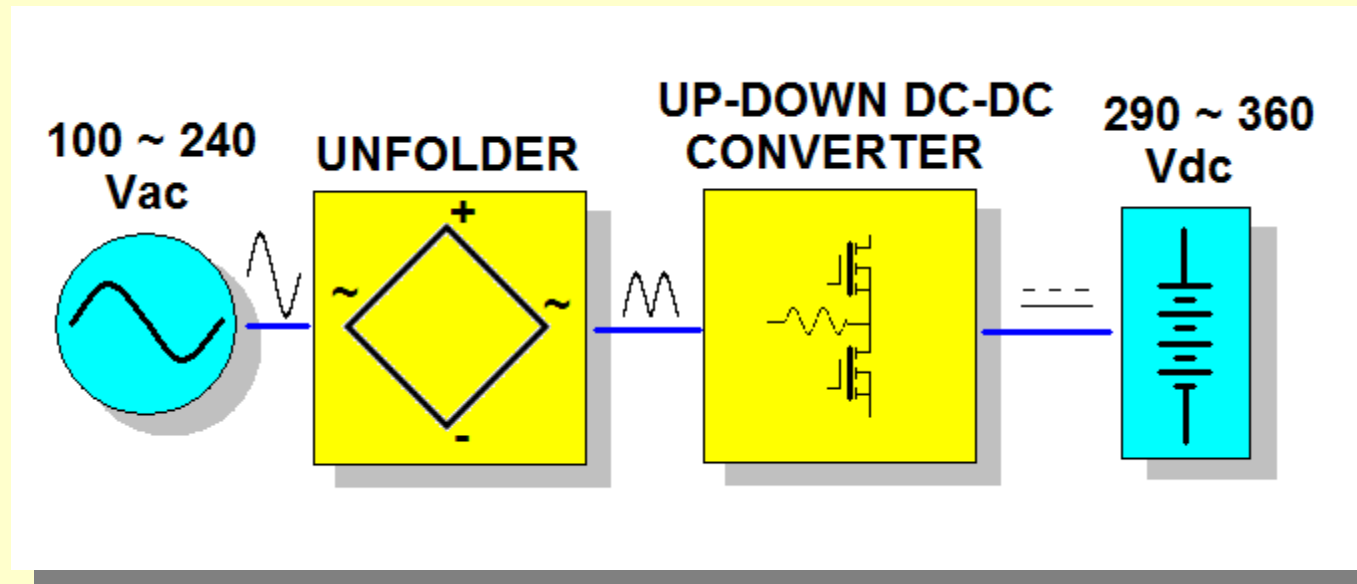 100 ~ 240
Vac
UNFOLDER
+
~
~
-
UP-DOWN DC-DC
CONVERTER
290 ~ 360
Vdc